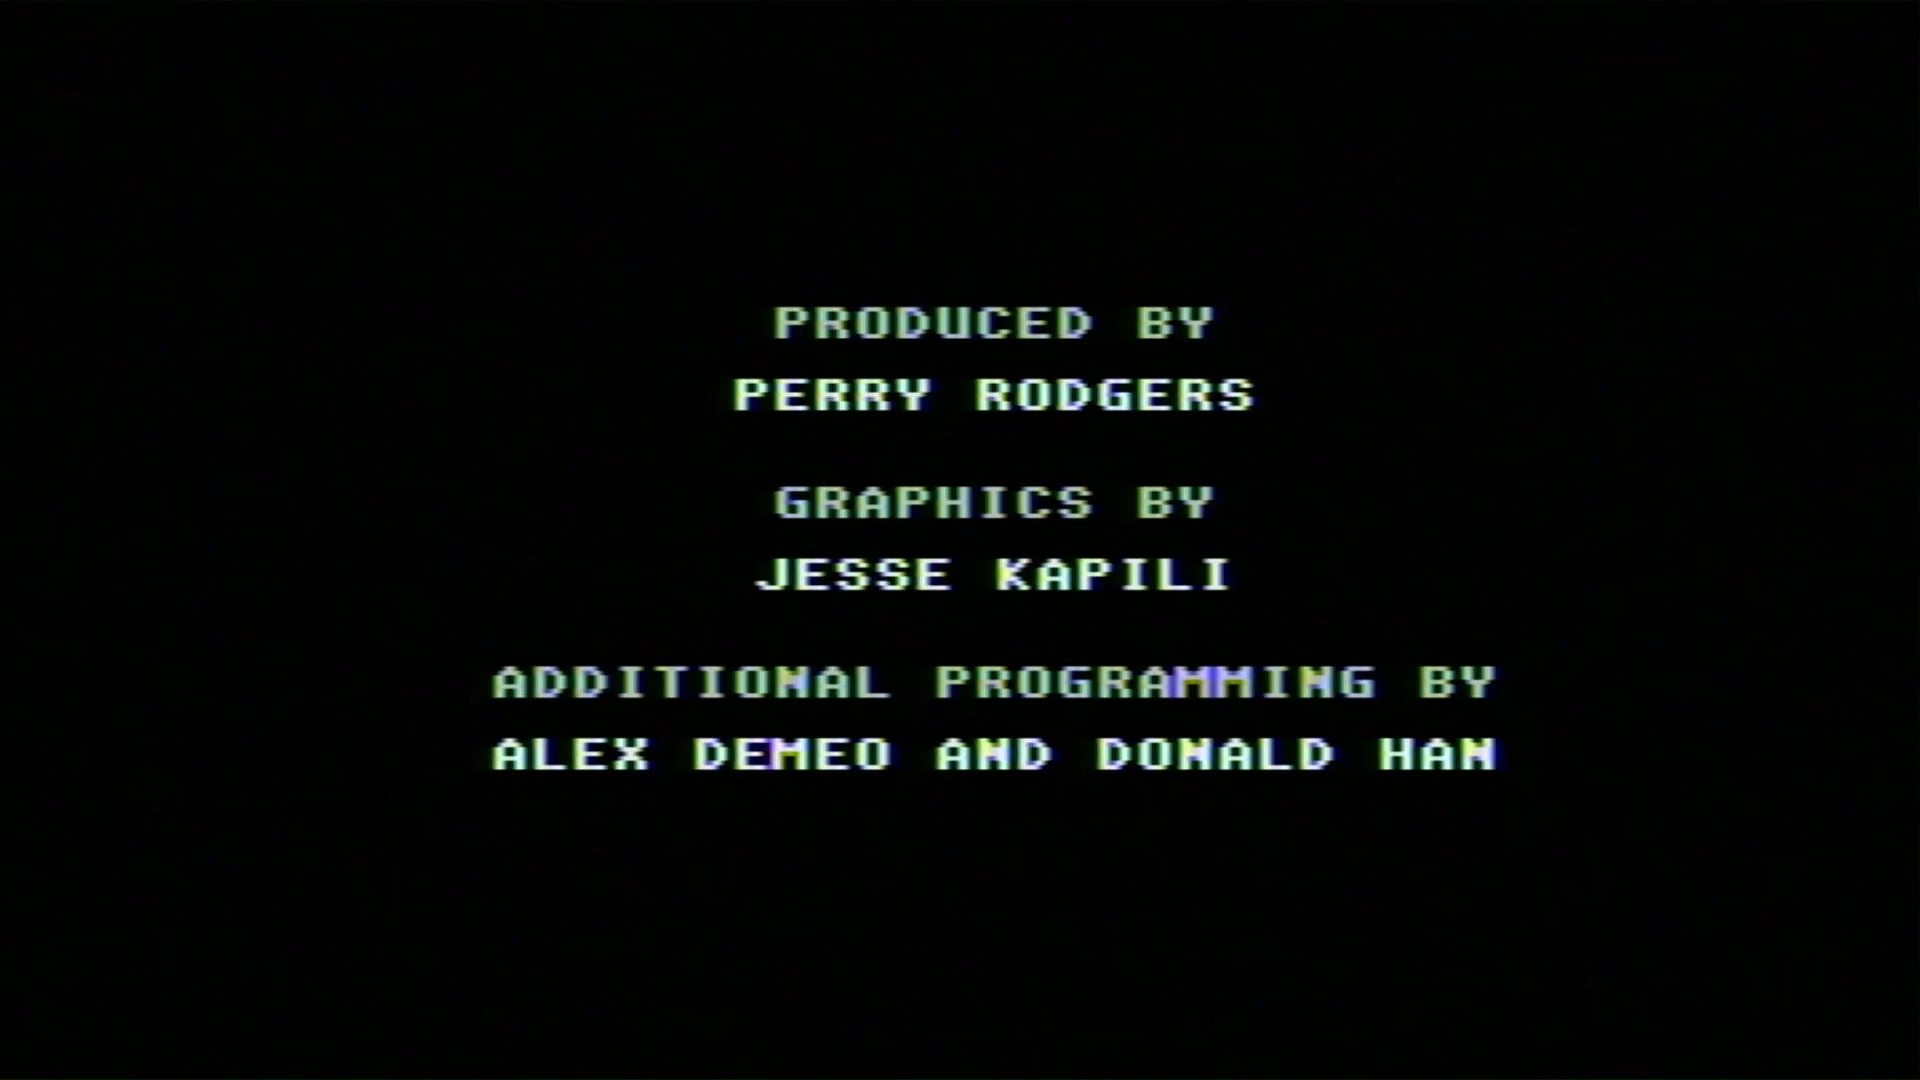 PRODUCED BY
PERRY RODGERS
GRAPHICS BY
JESSE KAPILI
ADDITIONAL PROGRAMMING BY
ALEX DEMEO AND DONALD HAN